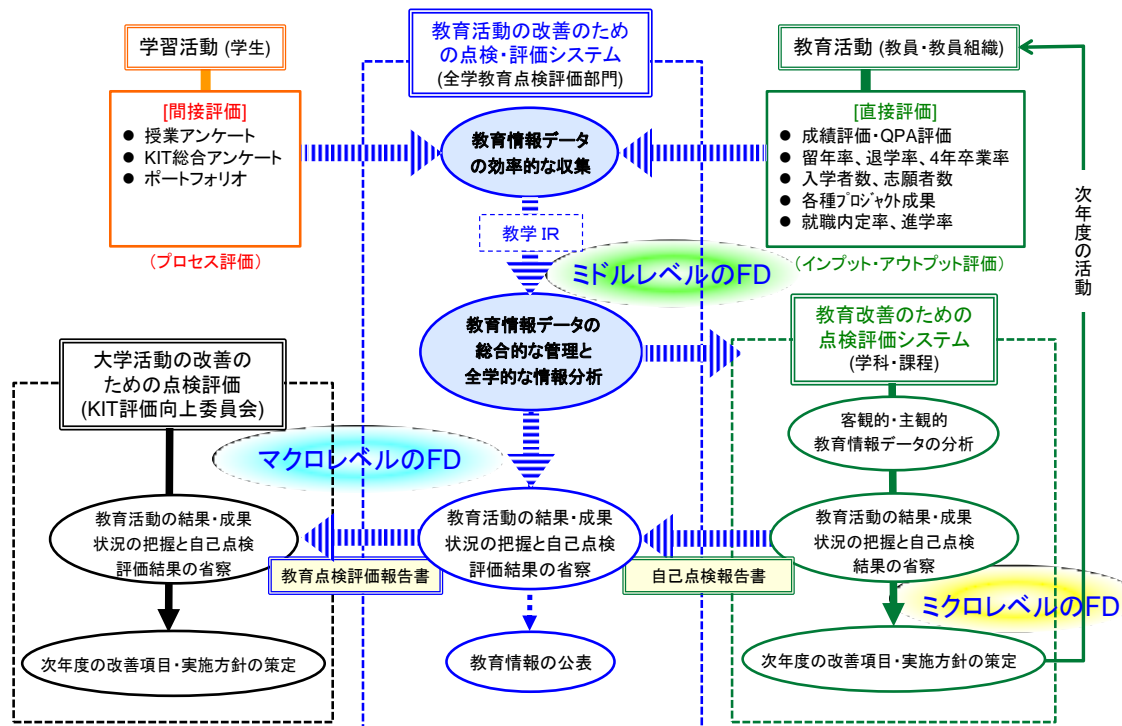 学習活動 (学生)
[間接評価]
● 授業アンケート
● KIT総合アンケート
● ポートフォリオ
(プロセス評価)
教育活動の改善のため
の点検・評価システム
(全学教育点検評価部門)
教育情報データ
の効率的な収集
教学 IR
ミドルレベルのFD
教育情報データの
総合的な管理と
全学的な情報分析
教育活動 (教員・教員組織)
[直接評価]
● 成績評価・QPA評価
● 留年率、退学率、4年卒業率
● 入学者数、志願者数
● 各種プロジャクト成果
● 就職内定率、進学率
(インプット・アウトプット評価)
次年度の活動
教育改善のための
点検評価システム
(学科・課程)
客観的・主観的
教育情報データの分析
大学活動の改善の
ための点検評価
(KIT評価向上委員会)
マクロレベルのFD
教育活動の結果・成果
状況の把握と自己点検
評価結果の省察
教育点検評価報告書
教育活動の結果・成果
状況の把握と自己点検
評価結果の省察
自己点検報告書
教育活動の結果・成果
状況の把握と自己点検
結果の省察
ミクロレベルのFD
次年度の改善項目・実施方針の策定
教育情報の公表
次年度の改善項目・実施方針の策定